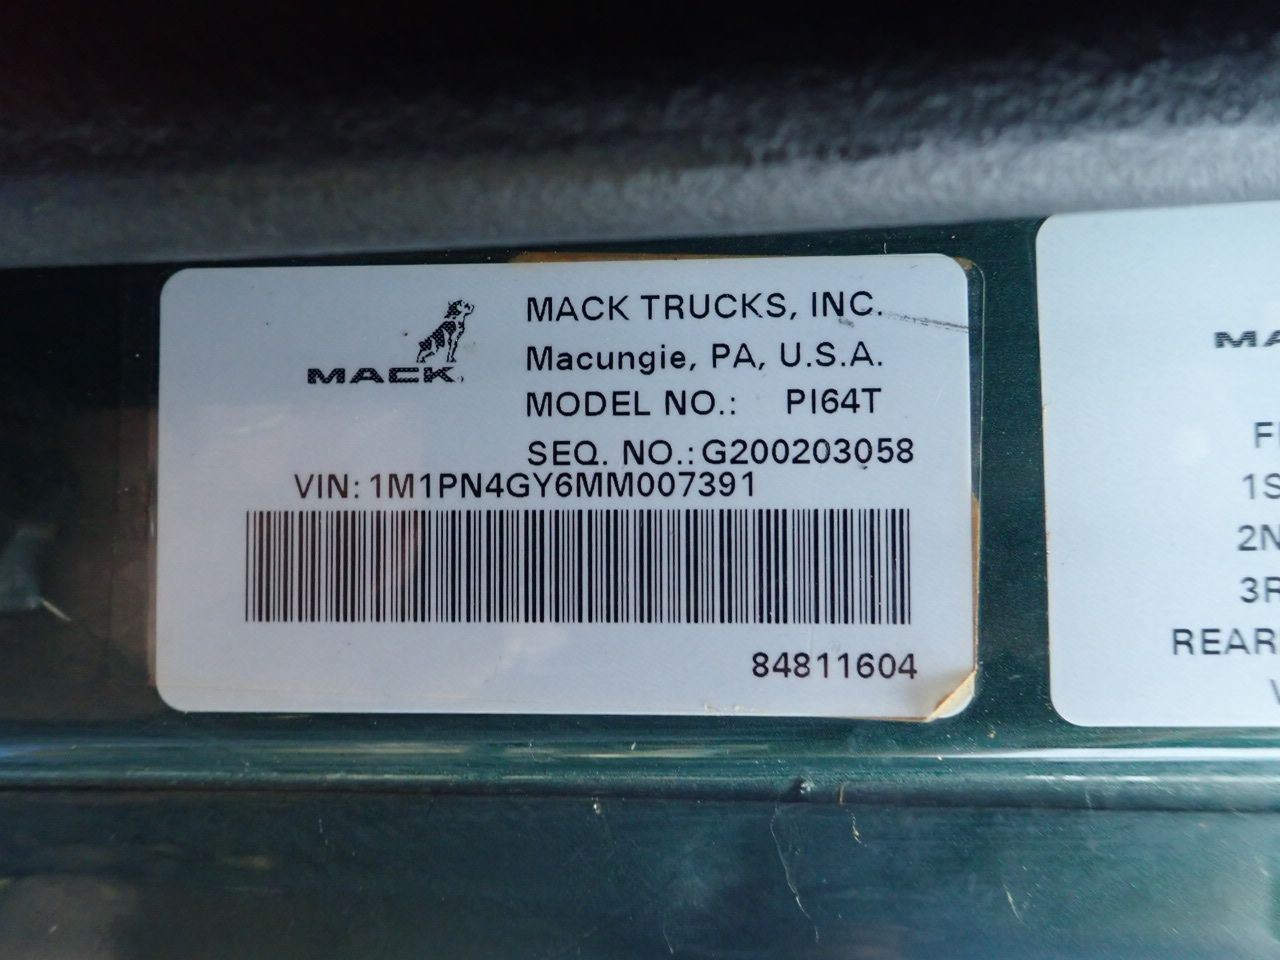 MACK
MACK TRUCKS, INC.
Macungie, PA, U.S.A.
MODEL NO.: PI64T
SEQ. NO.: G200203058
VIN: 1M1PN4GY6MM007391
84811604
MA
1S
2N
3R
REAR